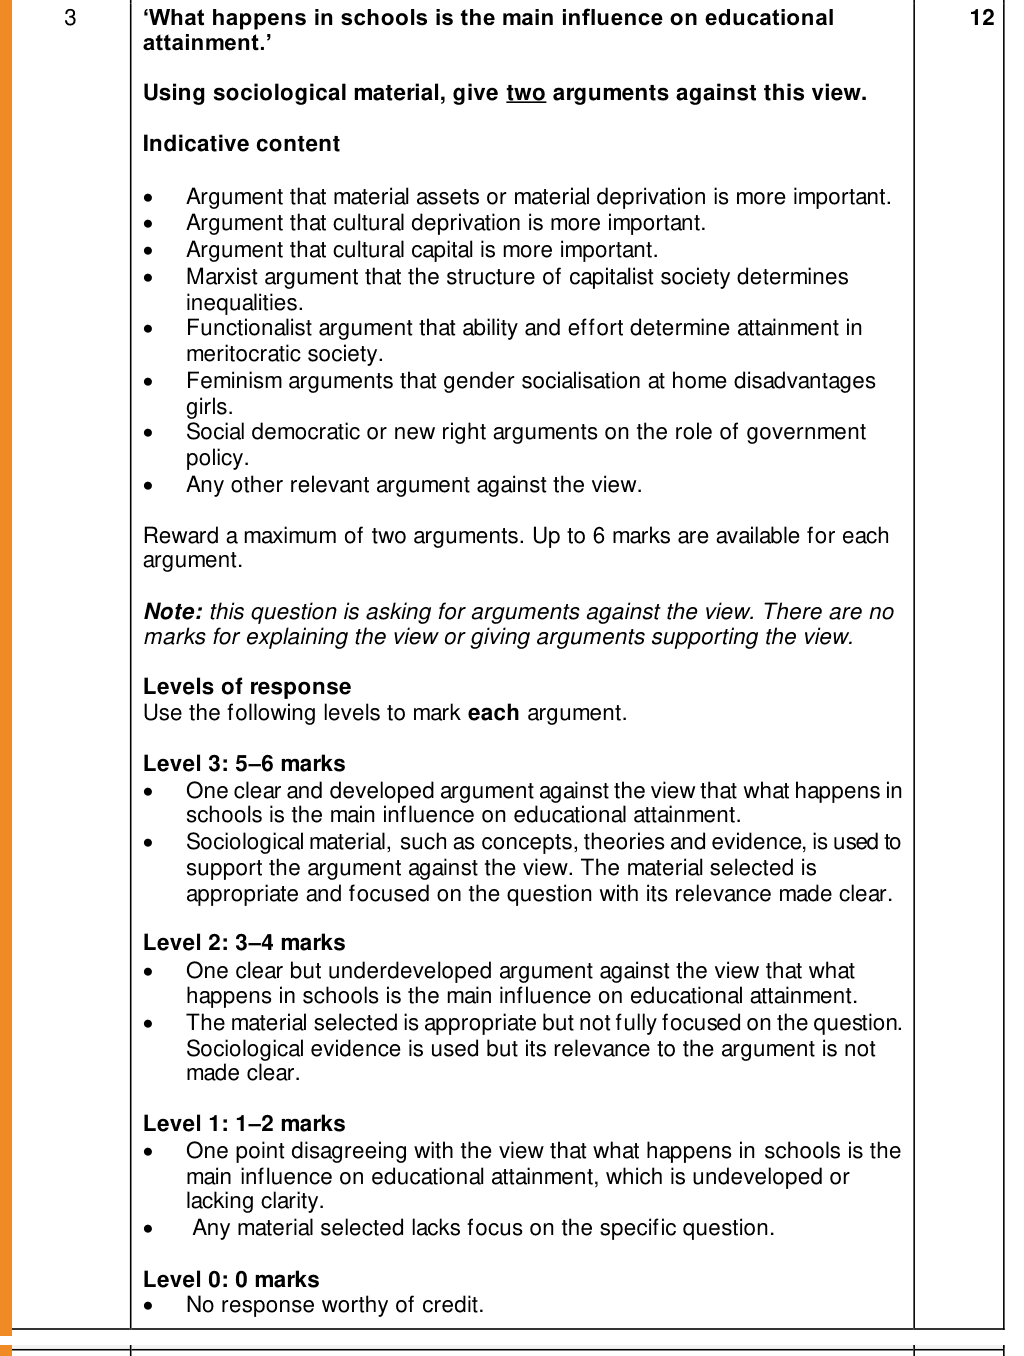 3 ‘What happens in schools is the main influence on educational 12
attainment.’
Using sociological material, give two arguments against this view.
Indicative content
• Argument that material assets or material deprivation is more important.
• Argument that cultural deprivation is more important.
• Argument that cultural capital is more important.
• Marxist argument that the structure of capitalist society determines
inequalities.
• Functionalist argument that ability and effort determine attainment in
meritocratic society.
• Feminism arguments that gender socialisation at home disadvantages
girls.
• Social democratic or new right arguments on the role of government
policy.
• Any other relevant argument against the view.
Reward a maximum of two arguments. Up to 6 marks are available for each
argument.
Note: this question is asking for arguments against the view. There are no
marks for explaining the view or giving arguments supporting the view.
Levels of response
Use the following levels to mark each argument.
Level 3: 5–6 marks
• One clear and developed argument against the view that what happens in
schools is the main influence on educational attainment.
• Sociological material, such as concepts, theories and evidence, is used to
support the argument against the view. The material selected is
appropriate and focused on the question with its relevance made clear.
Level 2: 3–4 marks
• One clear but underdeveloped argument against the view that what
happens in schools is the main influence on educational attainment.
• The material selected is appropriate but not fully focused on the question.
Sociological evidence is used but its relevance to the argument is not
made clear.
Level 1: 1–2 marks
• One point disagreeing with the view that what happens in schools is the
main influence on educational attainment, which is undeveloped or
lacking clarity.
• Any material selected lacks focus on the specific question.
Level 0: 0 marks
• No response worthy of credit.